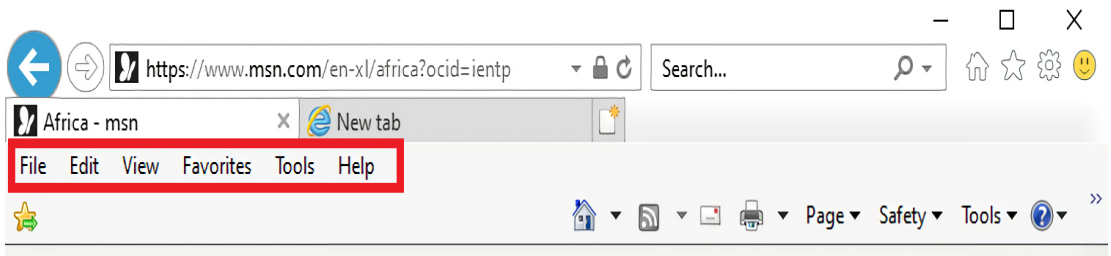 https://www.msn.com/en-xl/africa?ocid=ientp Search...
Africa - msn New tab
File Edit View Favorites Tools Help
Page Safety Tools